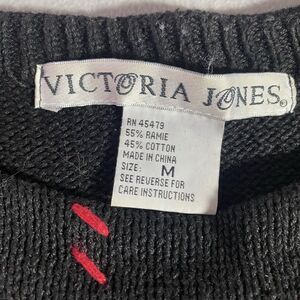 VICTORIA JONES®
RN 45479
55% RAMIE
45% COTTON
MADE IN CHINA
SIZE: M
SEE REVERSE FOR
CARE INSTRUCTIONS